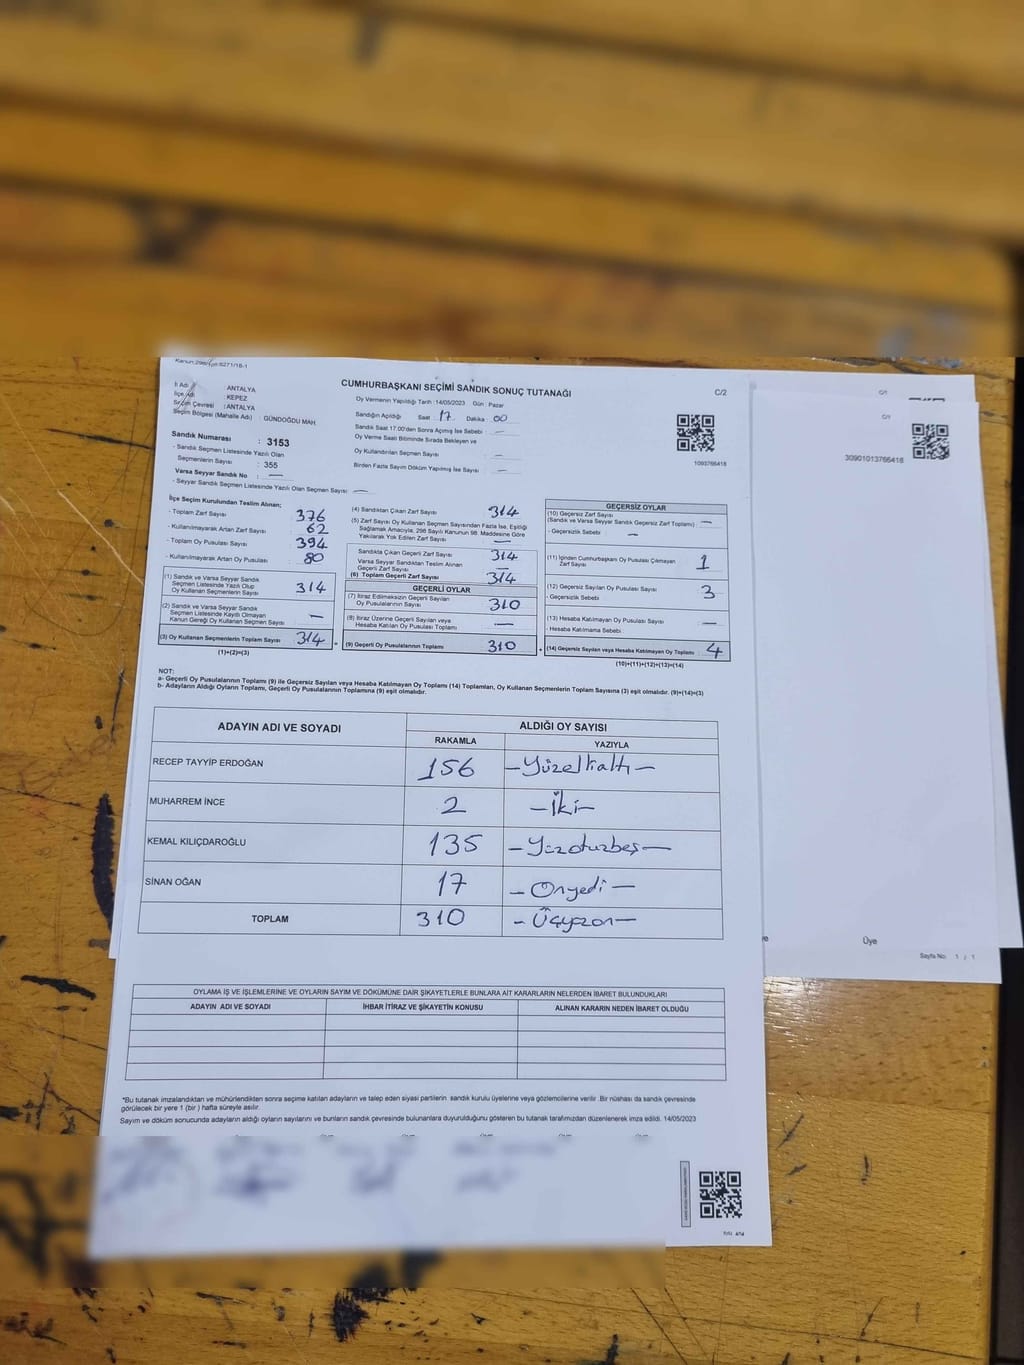 CUMHURBAŞKANI SEÇİMİ SANDIK SONUÇ TUTANAĞI
C/2
İl Adı : ANTALYA
İlçe Adı : KEPEZ
Seçim Çevresi : ANTALYA
Seçim Bölgesi (Mahalle Adı) : GÜNDOĞDU MAH.
Oy Vermenin Yapıldığı Tarih : 14/05/2023 Gün : Pazar
Sandığın Açıldığı Saat : 17 Dakika : 00
Sandık Saat 17.00'den Sonra Açımış İse Sebebi : —
Oy Verme Saati Bitiminde Sırada Bekleyen ve
Oy Kullandırılan Seçmen Sayısı : —
Birden Fazla Sayım Döküm Yapılmış İse Sayısı : —
1093766418
Sandık Numarası : 3153
- Sandık Seçmen Listesinde Yazılı Olan
Seçmenlerin Sayısı : 355
Varsa Seyyar Sandık No : —
- Seyyar Sandık Seçmen Listesinde Yazılı Olan Seçmen Sayısı : —
İlçe Seçim Kurulundan Teslim Alınan;
- Toplam Zarf Sayısı 376
- Kullanılmayarak Artan Zarf Sayısı 62
- Toplam Oy Pusulası Sayısı 394
- Kullanılmayarak Artan Oy Pusulası 80
(1) Sandık ve Varsa Seyyar Sandık
Seçmen Listesinde Yazılı Olup
Oy Kullanan Seçmenlerin Sayısı 314
(2) Sandık ve Varsa Seyyar Sandık
Seçmen Listesinde Kayıtlı Olmayan
Kanun Gereği Oy Kullanan Seçmen Sayısı —
(3) Oy Kullanan Seçmenlerin Toplam Sayısı 314
(1)+(2)=(3)
(4) Sandıktan Çıkan Zarf Sayısı 314
(5) Zarf Sayısı Oy Kullanan Seçmen Sayısından Fazla İse, Eşitliği
Sağlamak Amacıyla, 298 Sayılı Kanunun 98. Maddesine Göre
Yakılarak Yok Edilen Zarf Sayısı —
Sandıkta Çıkan Geçerli Zarf Sayısı 314
Varsa Seyyar Sandıktan Teslim Alınan
Geçerli Zarf Sayısı —
(6) Toplam Geçerli Zarf Sayısı 314
GEÇERLİ OYLAR
(7) İtiraz Edilmeksizin Geçerli Sayılan
Oy Pusulalarının Sayısı 310
(8) İtiraz Üzerine Geçerli Sayılan veya
Hesaba Katılan Oy Pusulası Toplamı —
(9) Geçerli Oy Pusulalarının Toplamı 310
GEÇERSİZ OYLAR
(10) Geçersiz Zarf Sayısı
(Sandık ve Varsa Seyyar Sandık Geçersiz Zarf Toplamı) : —
- Geçersizlik Sebebi : —
(11) İçinden Cumhurbaşkanı Oy Pusulası Çıkmayan
Zarf Sayısı 1
(12) Geçersiz Sayılan Oy Pusulası Sayısı 3
- Geçersizlik Sebebi
(13) Hesaba Katılmayan Oy Pusulası Sayısı —
- Hesaba Katılmama Sebebi :
(14) Geçersiz Sayılan veya Hesaba Katılmayan Oy Toplamı 4
(10)+(11)+(12)+(13)=(14)
NOT:
a- Geçerli Oy Pusulalarının Toplamı (9) ile Geçersiz Sayılan veya Hesaba Katılmayan Oy Toplamı (14) Toplamları, Oy Kullanan Seçmenlerin Toplam Sayısına (3) eşit olmalıdır. (9)+(14)=(3)
b- Adayların Aldığı Oyların Toplamı, Geçerli Oy Pusulalarının Toplamına (9) eşit olmalıdır.
ADAYIN ADI VE SOYADI ALDIĞI OY SAYISI
RAKAMLA YAZIYLA
RECEP TAYYİP ERDOĞAN 156 —Yüzellialtı—
MUHARREM İNCE 2 —İki—
KEMAL KILIÇDAROĞLU 135 —Yüzotuzbeş—
SİNAN OĞAN 17 —Onyedi—
TOPLAM 310 —Üçyüzon—
OYLAMA İŞ VE İŞLEMLERİNE VE OYLARIN SAYIM VE DÖKÜMÜNE DAİR ŞİKAYETLERLE BUNLARA AİT KARARLARIN NELERDEN İBARET BULUNDUKLARI
ADAYIN ADI VE SOYADI İHBAR İTİRAZ VE ŞİKAYETİN KONUSU ALINAN KARARIN NEDEN İBARET OLDUĞU
*Bu tutanak imzalandıktan ve mühürlendikten sonra seçime katılan adayların ve talep eden siyasi partilerin sandık kurulu üyelerine veya gözlemcilerine verilir. Bir nüshası da sandık çevresinde
görülecek bir yere 1 (bir ) hafta süreyle asılır.
Sayım ve döküm sonucunda adayların aldığı oyların sayılarını ve bunların sandık çevresinde bulunanlara duyurulduğunu gösteren bu tutanak tarafımızdan düzenlenerek imza edildi. 14/05/2023
30901013766418
Üye
Sayfa No: 1 / 1